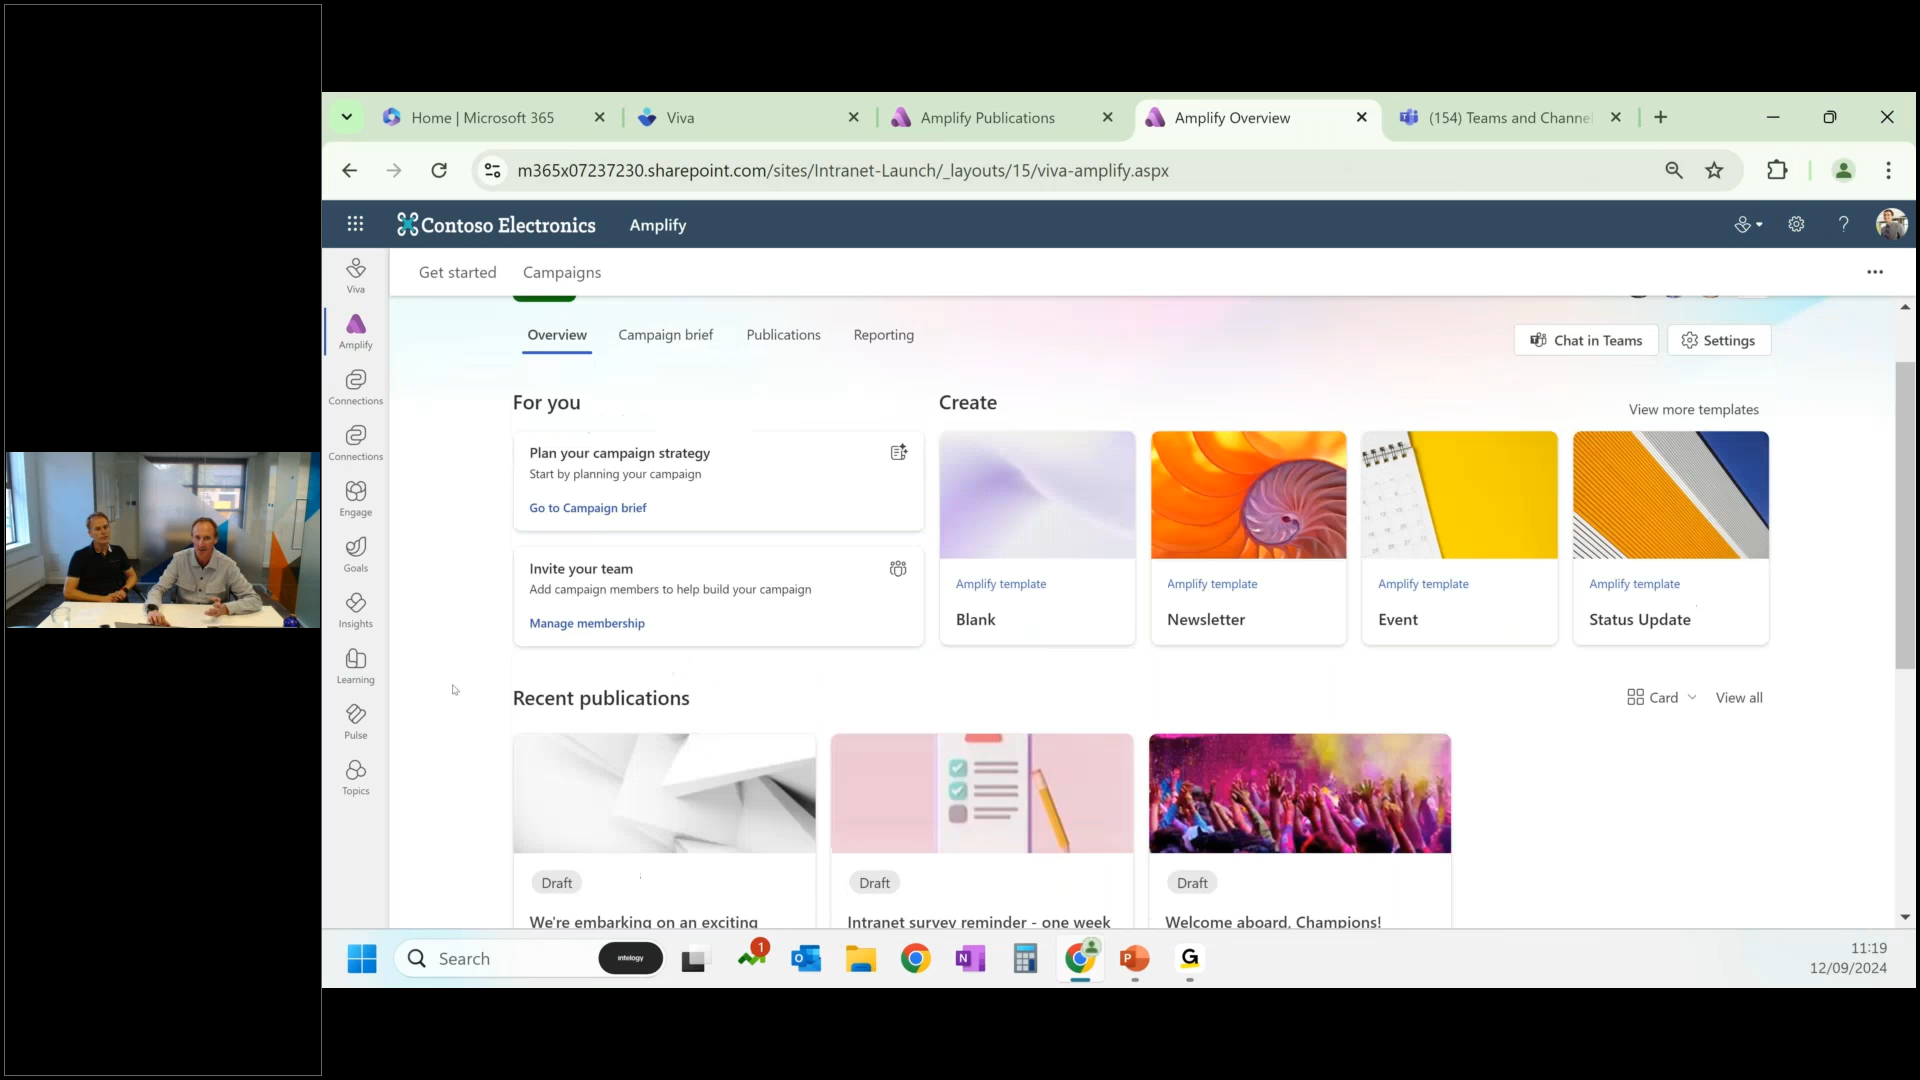 Home | Microsoft 365
Viva
Amplify Publications
Amplify Overview
(154) Teams and Channe
m365x07237230.sharepoint.com/sites/Intranet-Launch/_layouts/15/viva-amplify.aspx
Contoso Electronics
Amplify
Get started
Campaigns
Viva
Amplify
Connections
Connections
Engage
Goals
Insights
Learning
Pulse
Topics
Overview
Campaign brief
Publications
Reporting
Chat in Teams
Settings
For you
Plan your campaign strategy
Start by planning your campaign
Go to Campaign brief
Invite your team
Add campaign members to help build your campaign
Manage membership
Create
View more templates
Amplify template
Blank
Amplify template
Newsletter
Amplify template
Event
Amplify template
Status Update
Recent publications
Card
View all
Draft
We're embarking on an exciting
Draft
Intranet survey reminder - one week
Draft
Welcome aboard, Champions!
Search
intelogy
1
11:19
12/09/2024